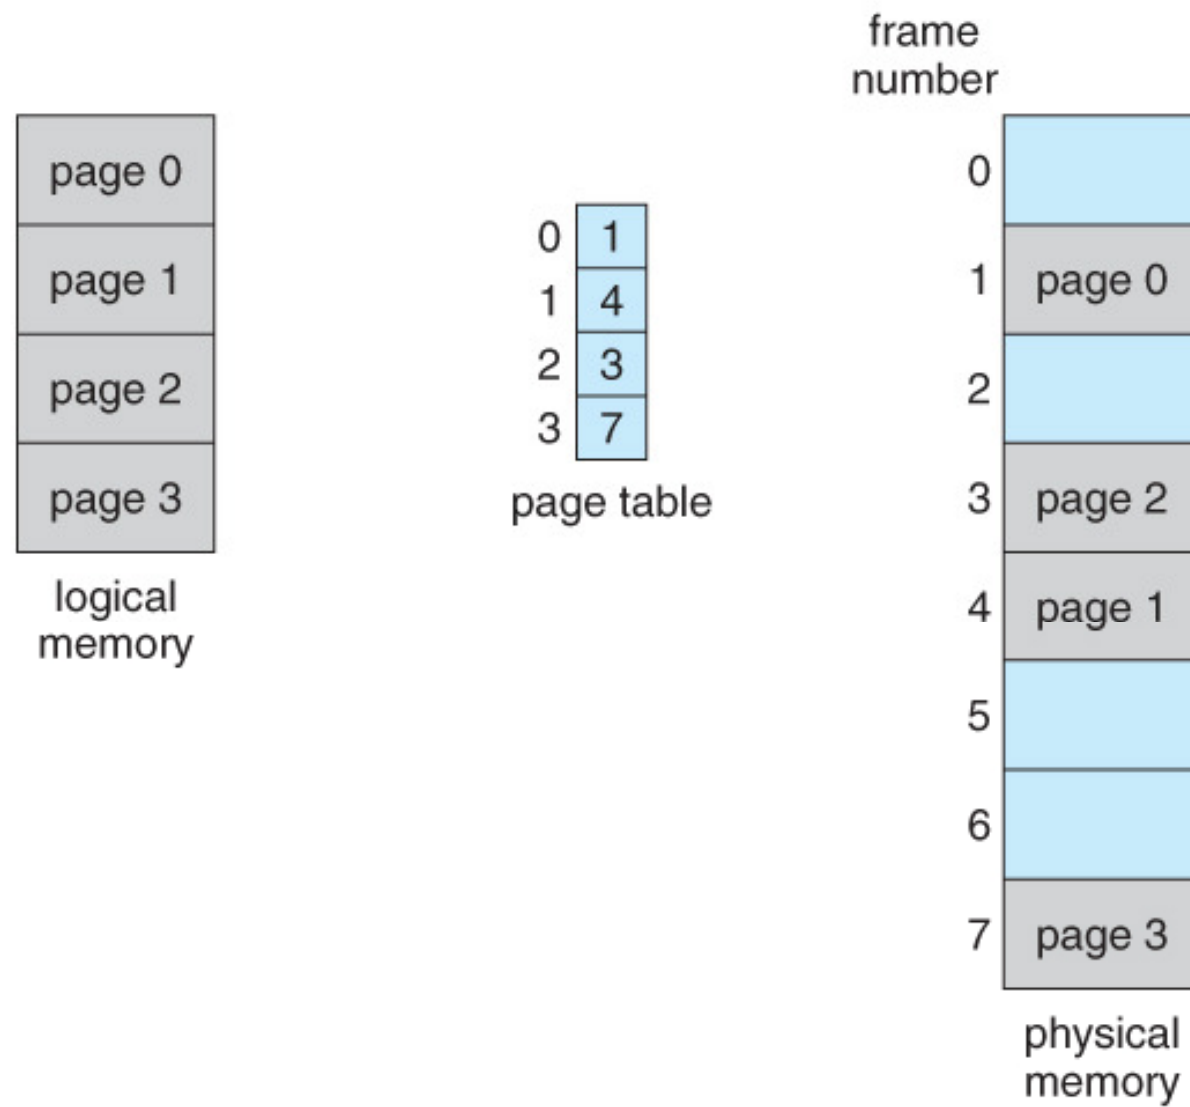 page 0
page 1
page 2
page 3
logical
memory
0 1
1 4
2 3
3 7
page table
frame
number
0
1 page 0
2
3 page 2
4 page 1
5
6
7 page 3
physical
memory